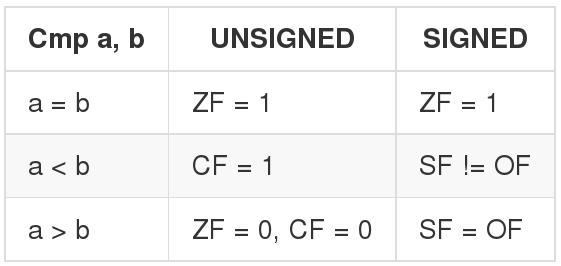 Cmp a, b UNSIGNED SIGNED
a = b ZF = 1 ZF = 1
a < b CF = 1 SF != OF
a > b ZF = 0, CF = 0 SF = OF